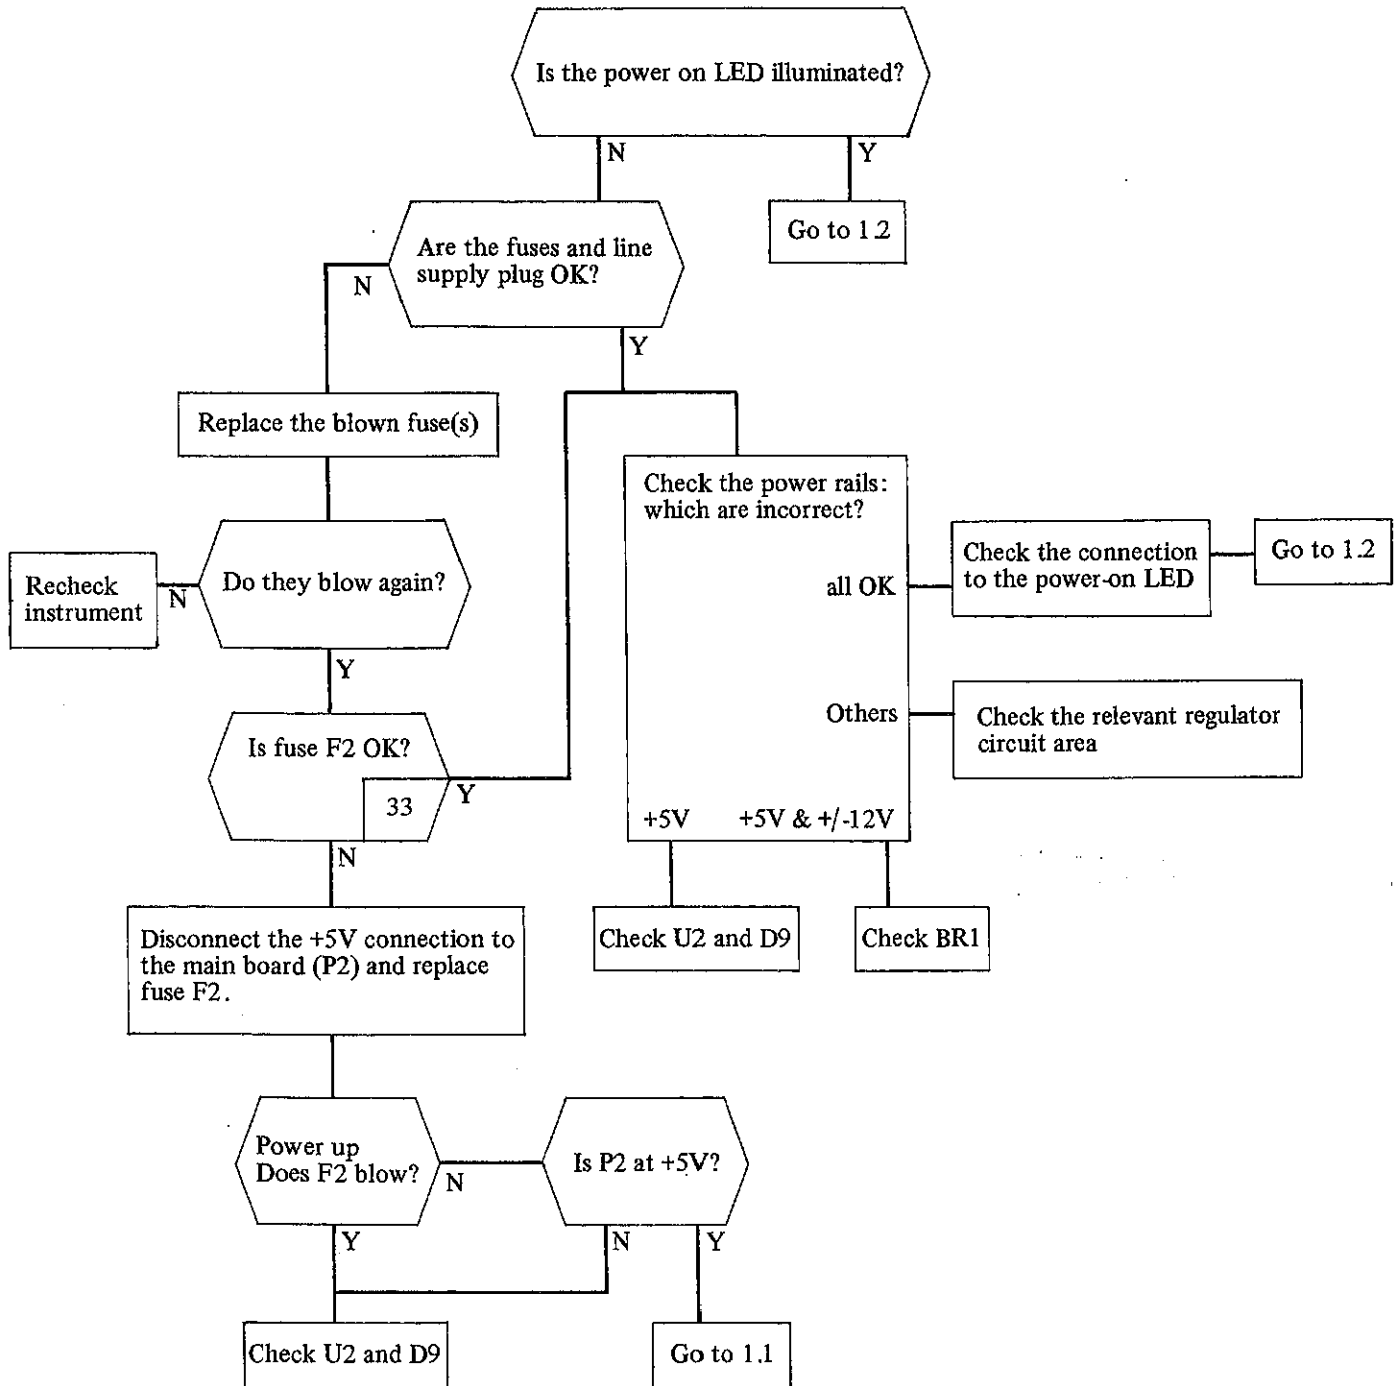 Is the power on LED illuminated?
N
Y
Go to 1.2
Are the fuses and line
supply plug OK?
N
Y
Replace the blown fuse(s)
Check the power rails:
which are incorrect?
all OK
Others
+5V
+5V & +/-12V
Check the connection
to the power-on LED
Go to 1.2
Check the relevant regulator
circuit area
Do they blow again?
N
Recheck
instrument
Y
Is fuse F2 OK?
33
Y
N
Check U2 and D9
Check BR1
Disconnect the +5V connection to
the main board (P2) and replace
fuse F2.
Power up
Does F2 blow?
N
Is P2 at +5V?
Y
N
Y
Check U2 and D9
Go to 1.1